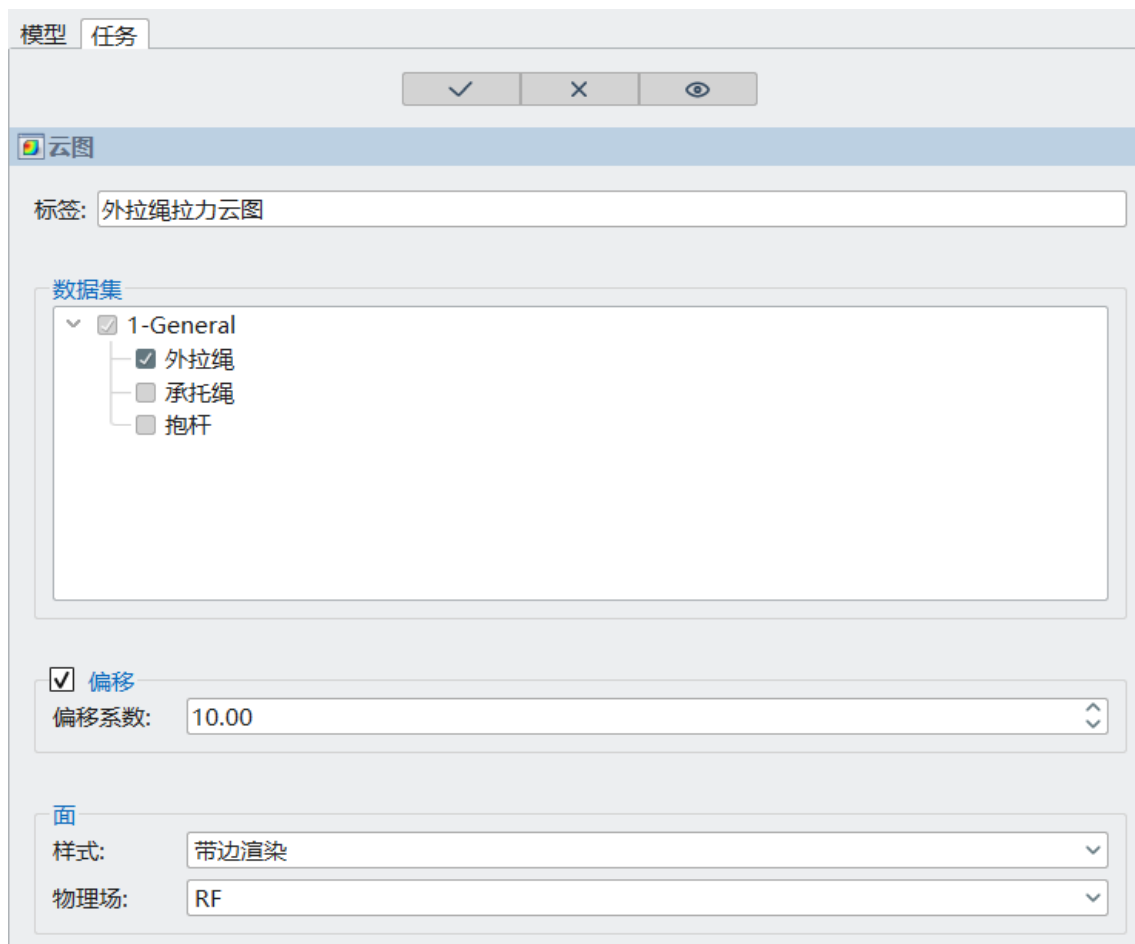 模型 任务
云图
标签: 外拉绳拉力云图
数据集
1-General
外拉绳
承托绳
抱杆
偏移
偏移系数: 10.00
面
样式: 带边渲染
物理场: RF